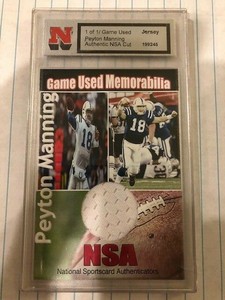 N
1 of 1/ Game Used
Jersey
Peyton Manning
Authentic NSA Cut
Game Used Memorabilia
Peyton Manning
18
18
NSA
National Sportscard Authenticators